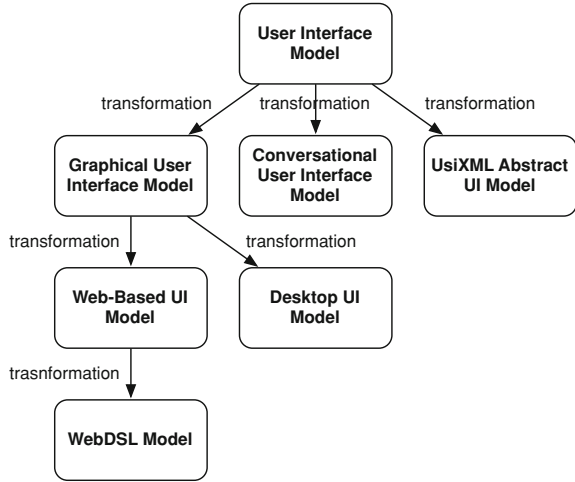 User Interface
Model
transformation
transformation
transformation
Graphical User
Interface Model
Conversational
User Interface
Model
UsiXML Abstract
UI Model
transformation
transformation
Web-Based UI
Model
Desktop UI
Model
trasnformation
WebDSL Model